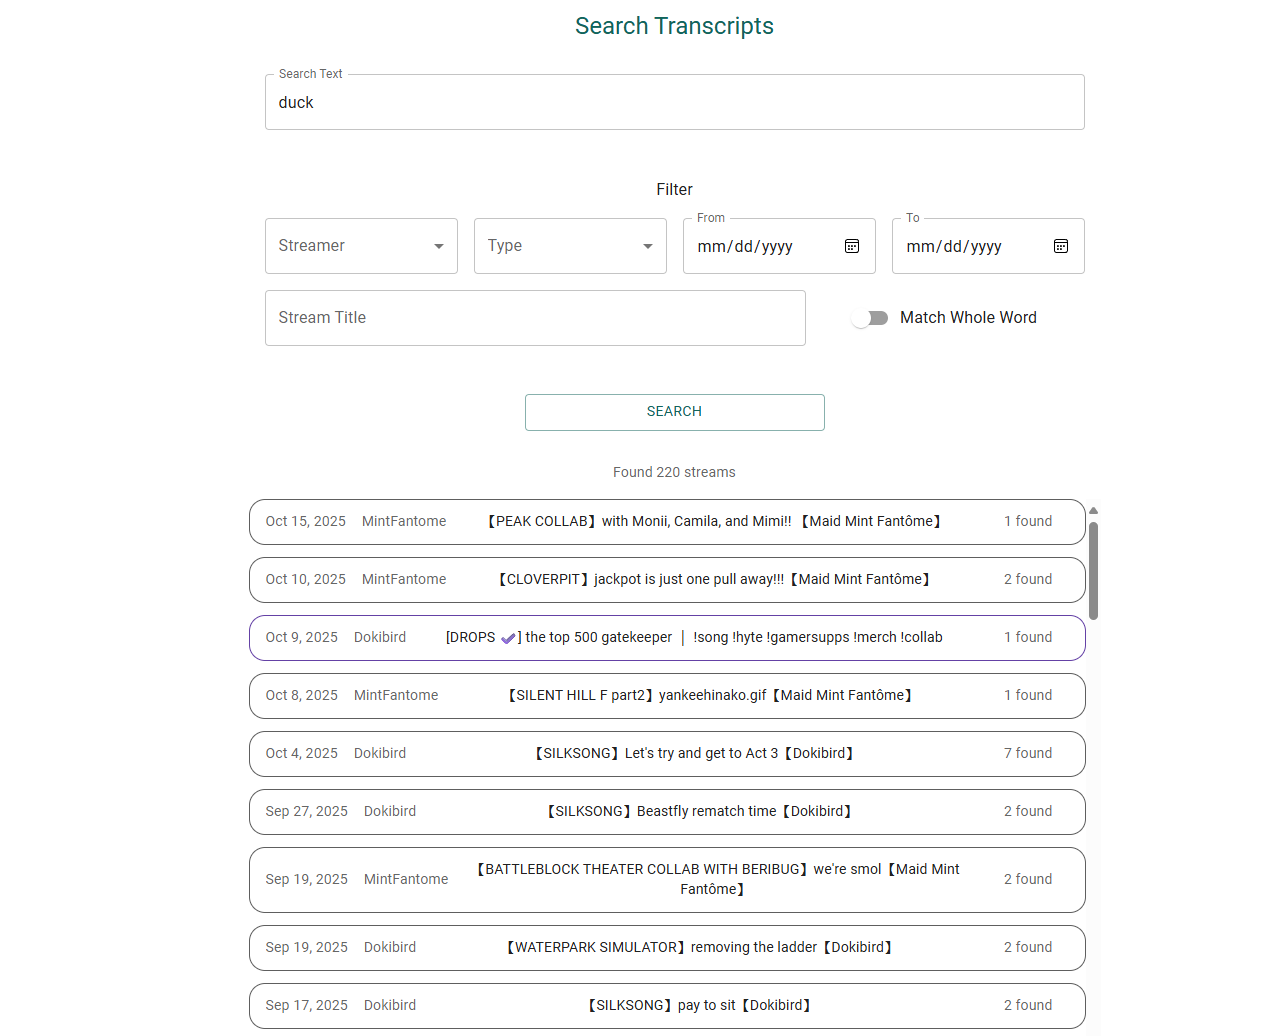 Search Transcripts
Search Text
duck
Filter
Streamer
Type
From
mm/dd/yyyy
To
mm/dd/yyyy
Stream Title
Match Whole Word
SEARCH
Found 220 streams
Oct 15, 2025 MintFantome 【PEAK COLLAB】with Monii, Camila, and Mimi!! 【Maid Mint Fantôme】 1 found
Oct 10, 2025 MintFantome 【CLOVERPIT】jackpot is just one pull away!!!【Maid Mint Fantôme】 2 found
Oct 9, 2025 Dokibird [DROPS ✔] the top 500 gatekeeper | !song !hyte !gamersupps !merch !collab 1 found
Oct 8, 2025 MintFantome 【SILENT HILL F part2】yankeehinako.gif【Maid Mint Fantôme】 1 found
Oct 4, 2025 Dokibird 【SILKSONG】Let's try and get to Act 3【Dokibird】 7 found
Sep 27, 2025 Dokibird 【SILKSONG】Beastfly rematch time【Dokibird】 2 found
Sep 19, 2025 MintFantome 【BATTLEBLOCK THEATER COLLAB WITH BERIBUG】we're smol【Maid Mint
Fantôme】 2 found
Sep 19, 2025 Dokibird 【WATERPARK SIMULATOR】removing the ladder【Dokibird】 2 found
Sep 17, 2025 Dokibird 【SILKSONG】pay to sit【Dokibird】 2 found